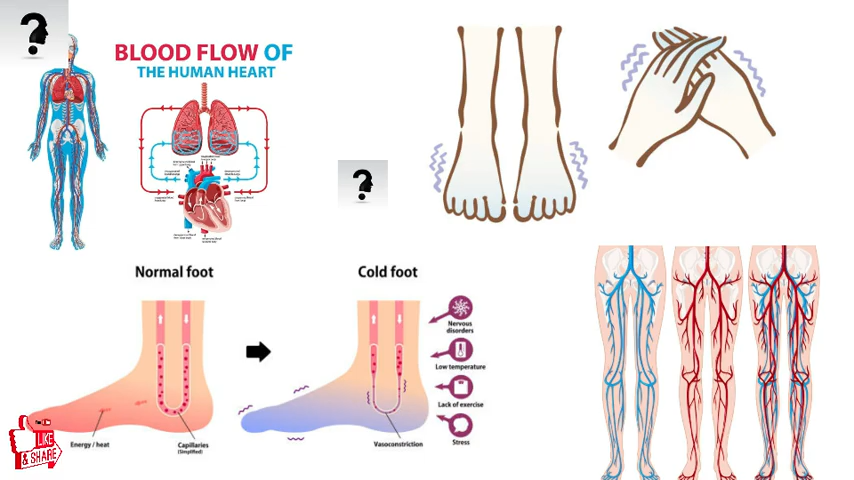 ?
BLOOD FLOW OF
THE HUMAN HEART
?
Normal foot
Energy / heat
Capillaries
(Simplified)
Cold foot
Vasoconstriction
Nervous
disorders
Low temperature
Lack of exercise
Stress
LIKE
& SHARE